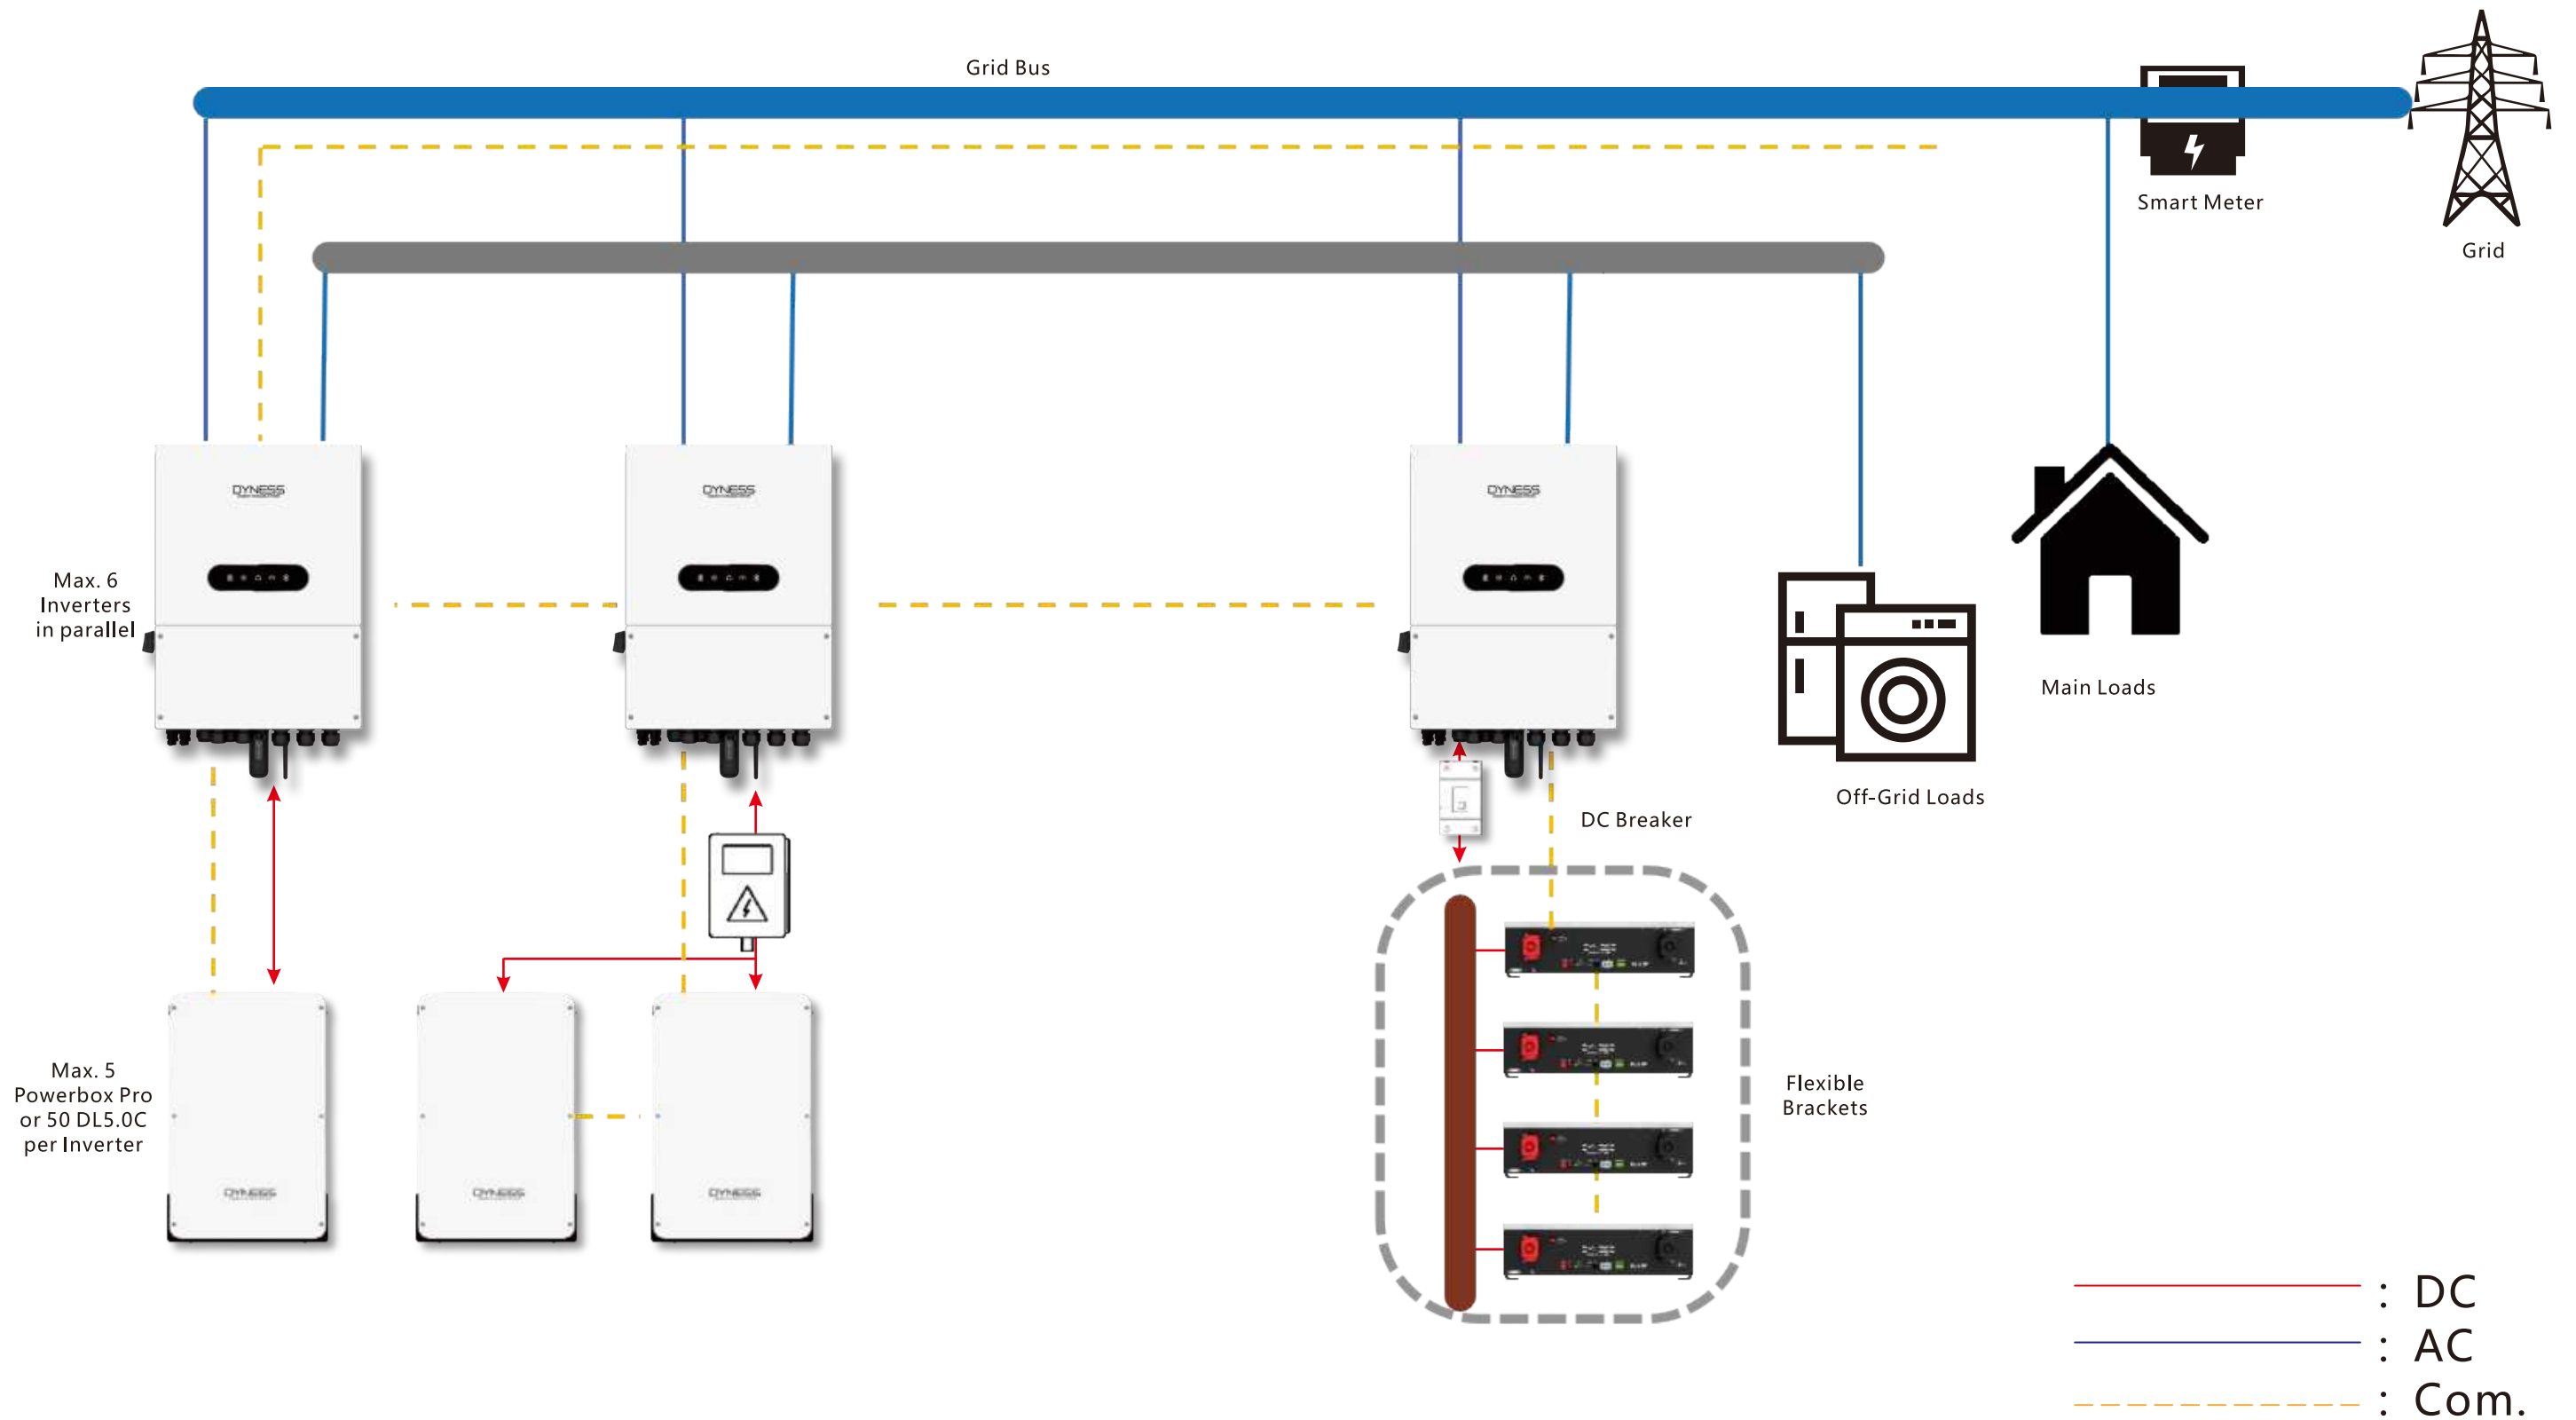 Grid Bus
Smart Meter
Grid
DYNESS
DYNESS
DYNESS
Max. 6
Inverters
in parallel
Main Loads
Off-Grid Loads
DC Breaker
Max. 5
Powerbox Pro
or 50 DL5.0C
per Inverter
Flexible
Brackets
DYNESS
DYNESS
DYNESS
: DC
: AC
: Com.